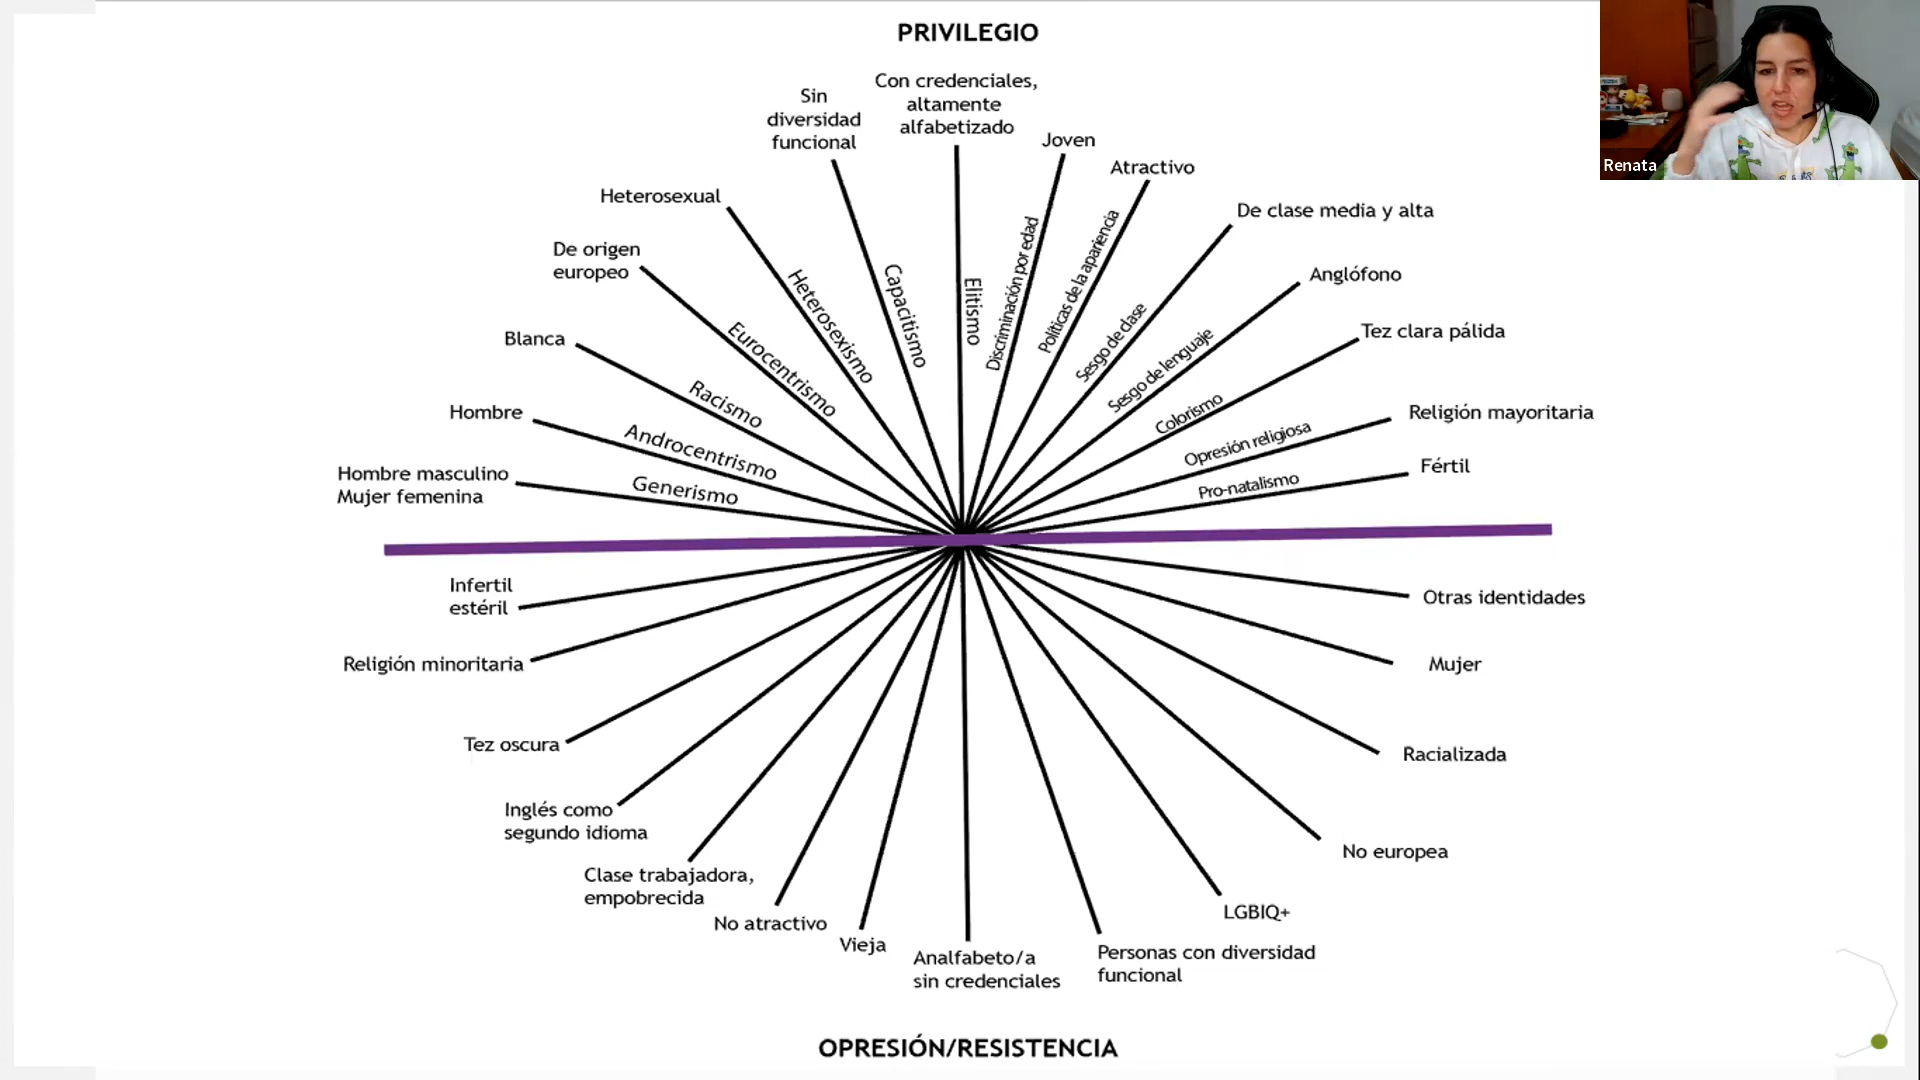 PRIVILEGIO
Con credenciales,
altamente
alfabetizado
Sin
diversidad
funcional
Joven
Atractivo
Heterosexual
De clase media y alta
De origen
europeo
Anglófono
Blanca
Tez clara pálida
Hombre
Religión mayoritaria
Hombre masculino
Mujer femenina
Fértil
Generismo
Androcentrismo
Racismo
Eurocentrismo
Heterosexismo
Capacitismo
Elitismo
Discriminación por edad
Políticas de la apariencia
Sesgo de clase
Sesgo de lenguaje
Colorismo
Opresión religiosa
Pro-natalismo
Infertil
estéril
Otras identidades
Religión minoritaria
Mujer
Tez oscura
Racializada
Inglés como
segundo idioma
No europea
Clase trabajadora,
empobrecida
No atractivo
LGBIQ+
Vieja
Analfabeto/a
sin credenciales
Personas con diversidad
funcional
OPRESIÓN/RESISTENCIA
Renata